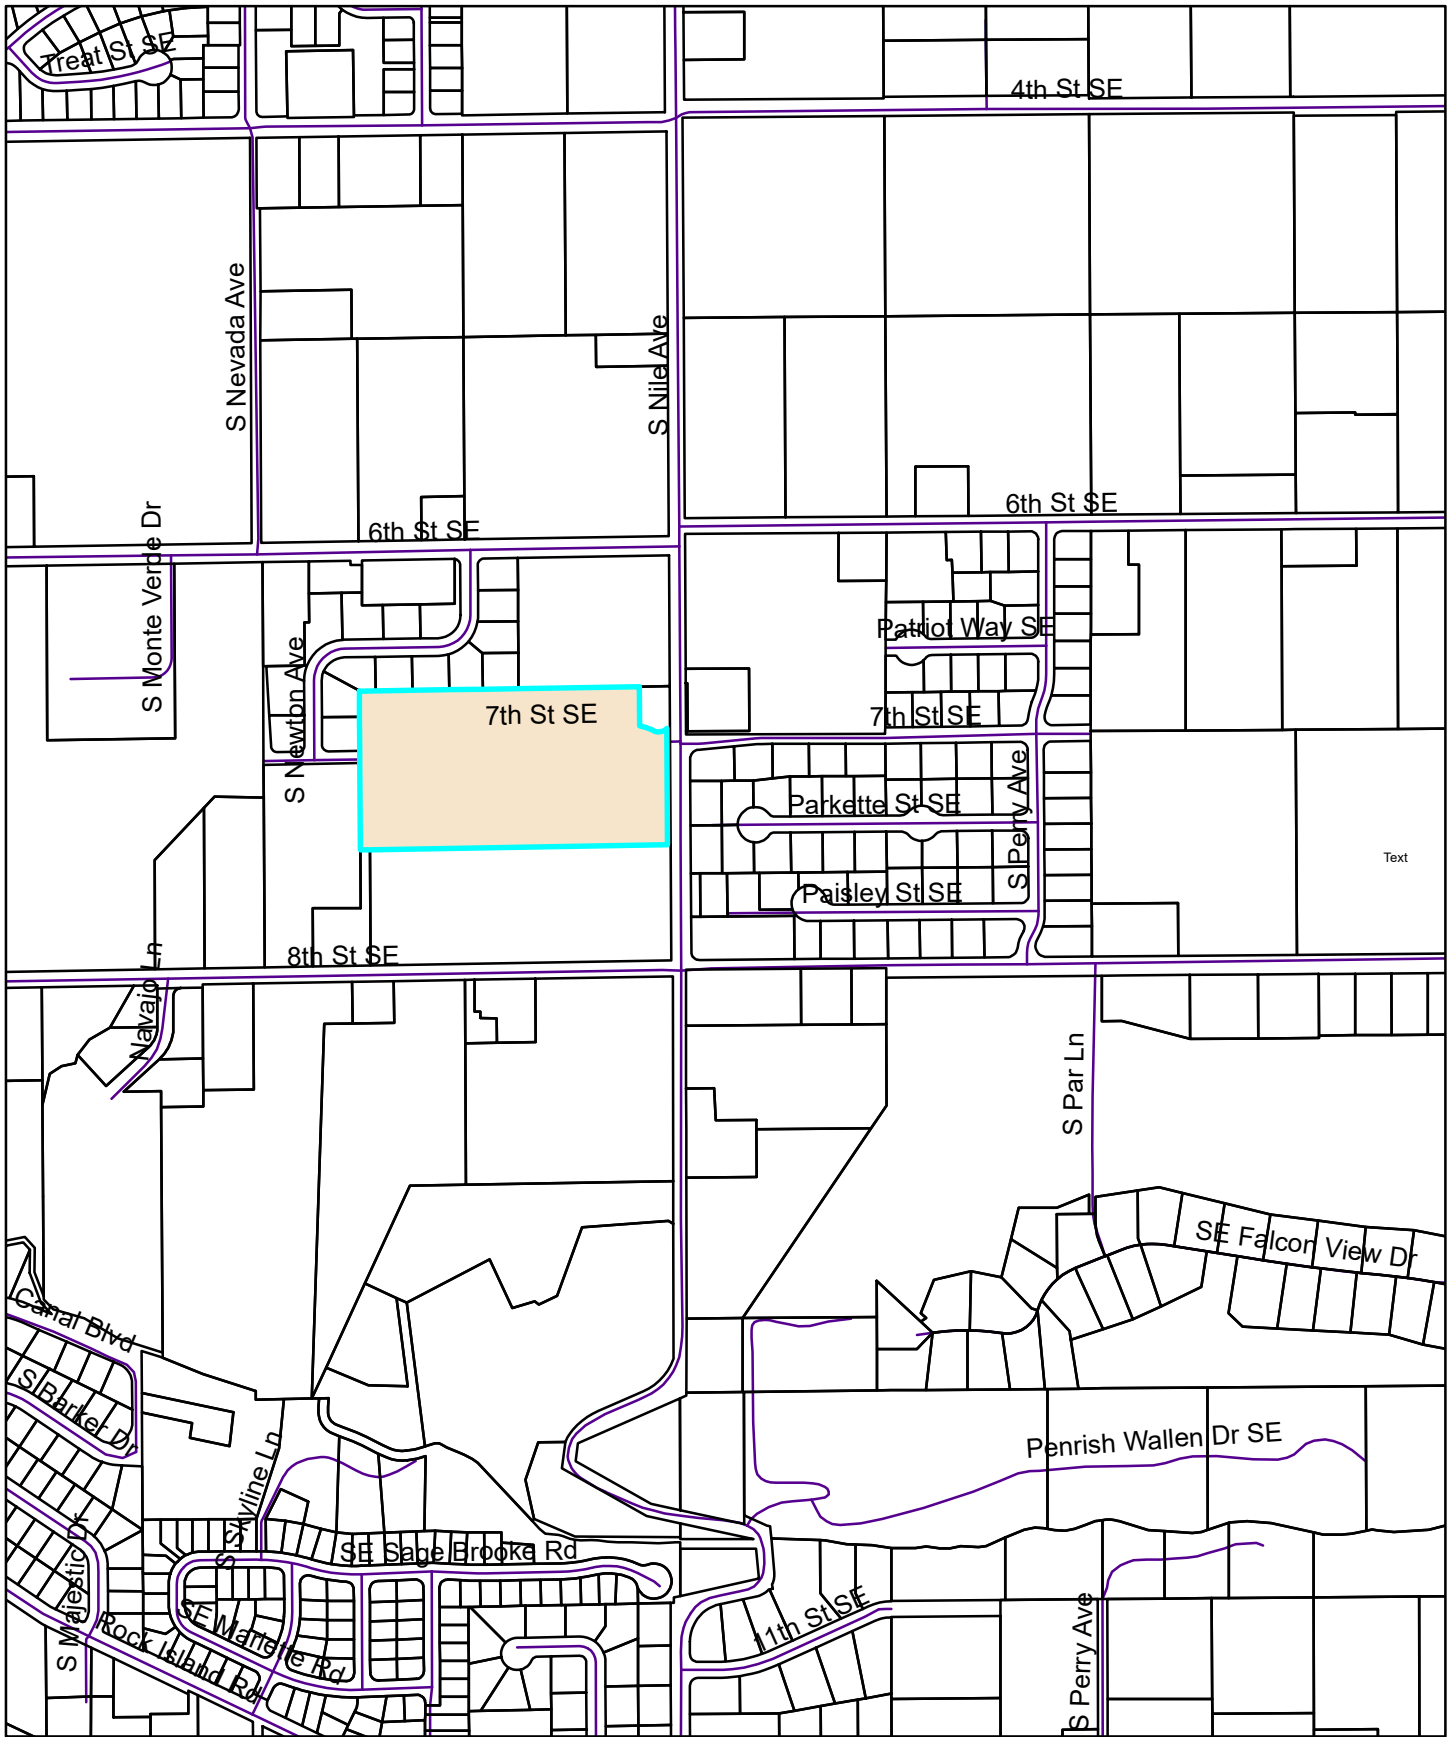 Treat St SE
4th St SE
S Nevada Ave
S Nile Ave
6th St SE
6th St SE
S Monte Verde Dr
Patriot Way SE
S Newton Ave
7th St SE
7th St SE
Parkette St SE
S Perry Ave
Text
Paisley St SE
8th St SE
Navajo Ln
S Par Ln
SE Falcon View Dr
Canal Blvd
S Barker Dr
Penrish Wallen Dr SE
S Skyline Ln
SE Sage Brooke Rd
S Majestic Dr
SE Marlette Rd
11th St SE
Rock Island Rd
S Perry Ave